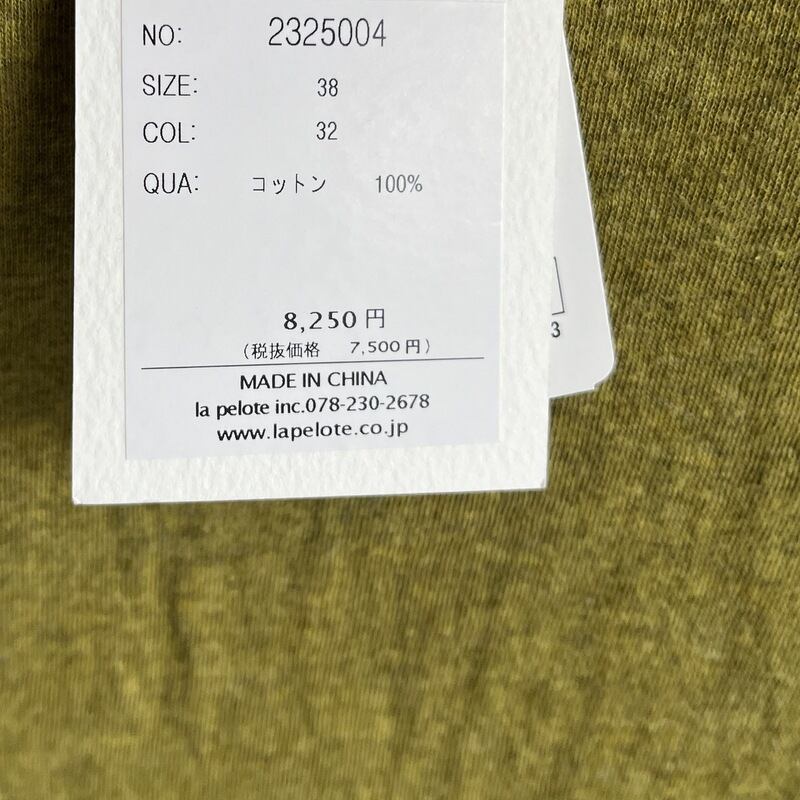 NO: 2325004
SIZE: 38
COL: 32
QUA: コットン 100%
8,250円
(税抜価格 7,500円)
MADE IN CHINA
la pelote inc.078-230-2678
www.lapelote.co.jp
3